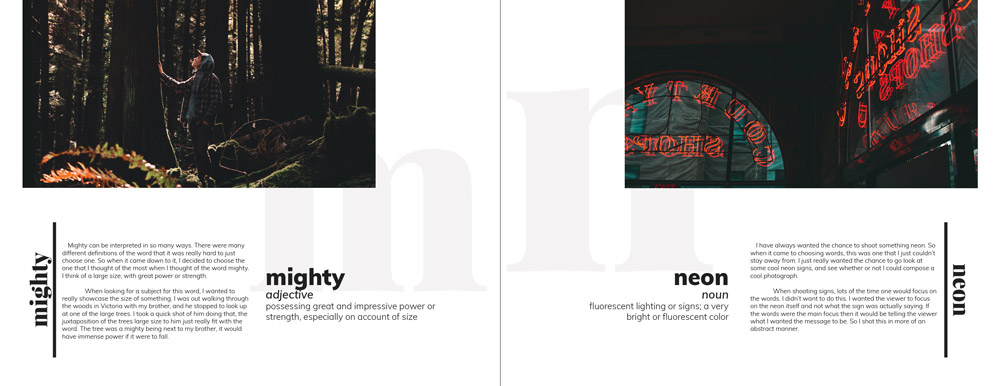 mighty
Mighty can be interpreted in so many ways. There were many
different definitions of the word that it was really hard to just
choose one. So when it came down to it, I decided to choose the
one that I thought of the most when I thought of the word mighty.
I think of a large size, with great power or strength.
When looking for a subject for this word, I wanted to
really showcase the size of something. I was out walking through
the woods in Victoria with my brother, and he stopped to look up
at one of the large trees. I took a quick shot of him doing that, the
juxtaposition of the trees large size to him just really fit with the
word. The tree was a mighty being next to my brother, it would
have immense power if it were to fall.
m
mighty
adjective
possessing great and impressive power or
strength, especially on account of size
n
neon
noun
fluorescent lighting or signs; a very
bright or fluorescent color
I have always wanted the chance to shoot something neon. So
when it came to choosing words, this was one that I just couldn't
stay away from. I just really wanted the chance to go look at
some cool neon signs, and see whether or not I could compose a
cool photograph.
When shooting signs, lots of the time one would focus on
the words. I didn't want to do this. I wanted the viewer to focus
on the neon itself and not what the sign was actually saying. If
the words were the main focus then it would be telling the viewer
what I wanted the message to be. So I shot this in more of an
abstract manner.
neon